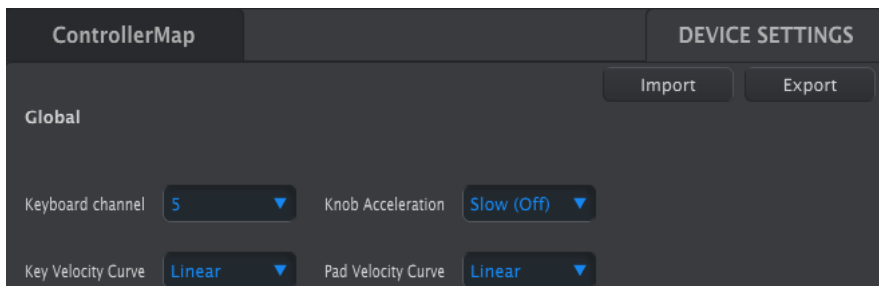 ControllerMap DEVICE SETTINGS
Import Export
Global
Keyboard channel 5 Knob Acceleration Slow (Off)
Key Velocity Curve Linear Pad Velocity Curve Linear